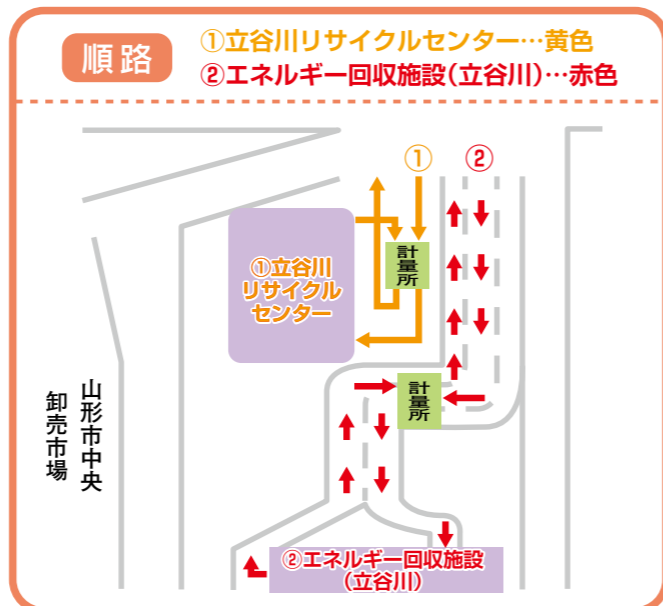 順路
①立谷川リサイクルセンター…黄色
②エネルギー回収施設(立谷川)…赤色
①
②
計量所
①立谷川
リサイクル
センター
計量所
山形市中央
卸売市場
②エネルギー回収施設
(立谷川)